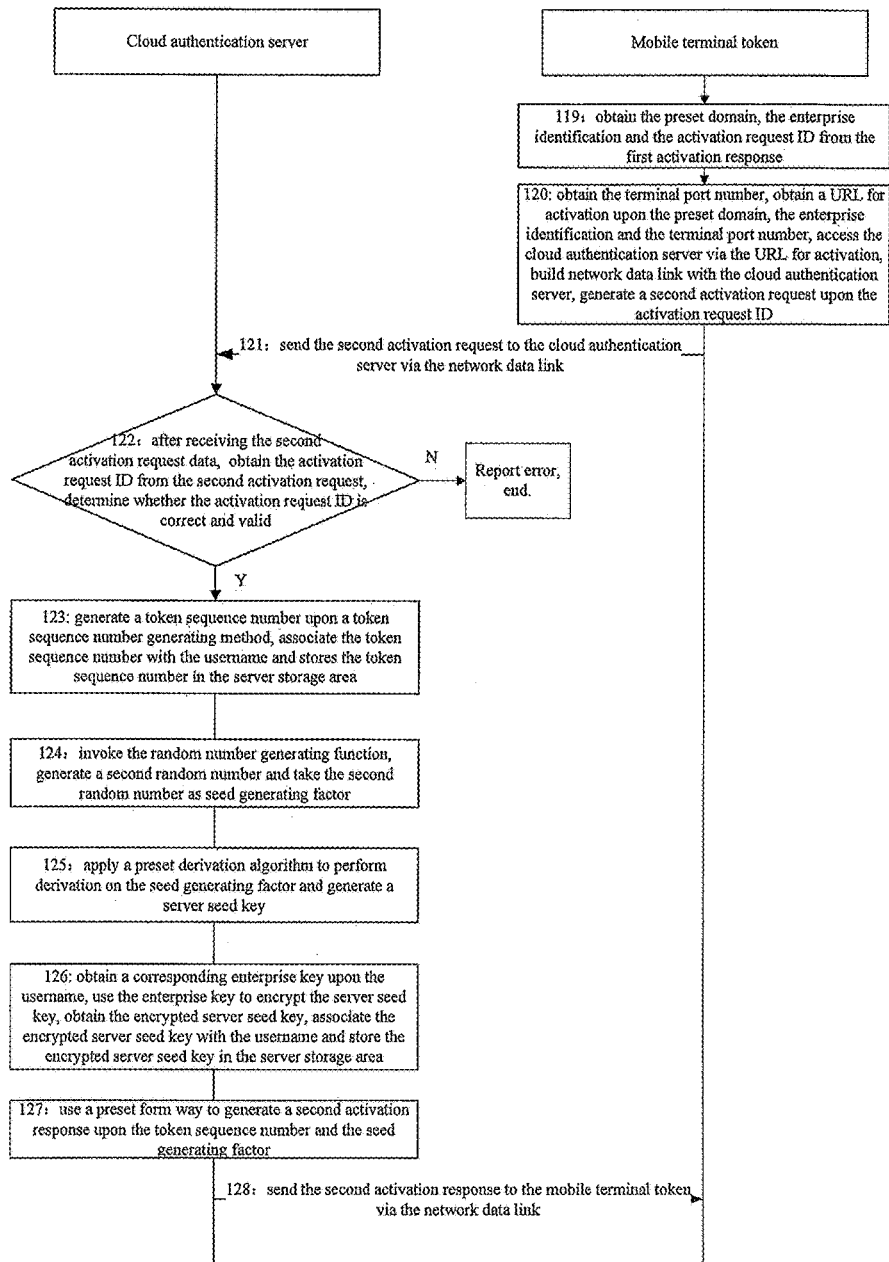 Cloud authentication server
Mobile terminal token
119：obtain the preset domain, the enterprise
identification and the activation request ID from the
first activation response
120: obtain the terminal port number, obtain a URL for
activation upon the preset domain, the enterprise
identification and the terminal port number, access the
cloud authentication server via the URL for activation,
build network data link with the cloud authentication
server, generate a second activation request upon the
activation request ID
121：send the second activation request to the cloud authentication
server via the network data link
122：after receiving the second
activation request data, obtain the activation
request ID from the second activation request,
determine whether the activation request ID is
correct and valid
N
Report error,
end.
Y
123: generate a token sequence number upon a token
sequence number generating method, associate the token
sequence number with the username and stores the token
sequence number in the server storage area
124：invoke the random number generating function,
generate a second random number and take the second
random number as seed generating factor
125：apply a preset derivation algorithm to perform
derivation on the seed generating factor and generate a
server seed key
126: obtain a corresponding enterprise key upon the
username, use the enterprise key to encrypt the server seed
key, obtain the encrypted server seed key, associate the
encrypted server seed key with the username and store the
encrypted server seed key in the server storage area
127：use a preset form way to generate a second activation
response upon the token sequence number and the seed
generating factor
128：send the second activation response to the mobile terminal token
via the network data link